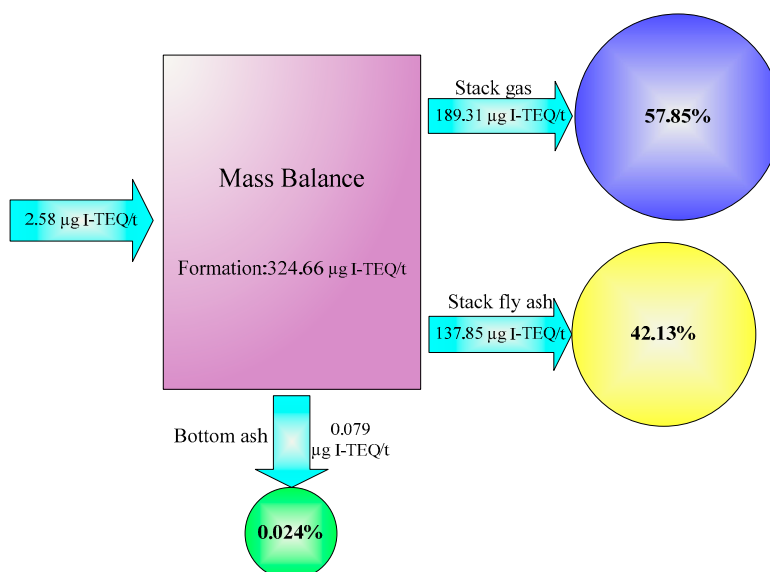 Stack gas
189.31 µg I-TEQ/t
57.85%
Mass Balance
2.58 µg I-TEQ/t
Formation:324.66 µg I-TEQ/t
Stack fly ash
137.85 µg I-TEQ/t
42.13%
Bottom ash
0.079
µg I-TEQ/t
0.024%